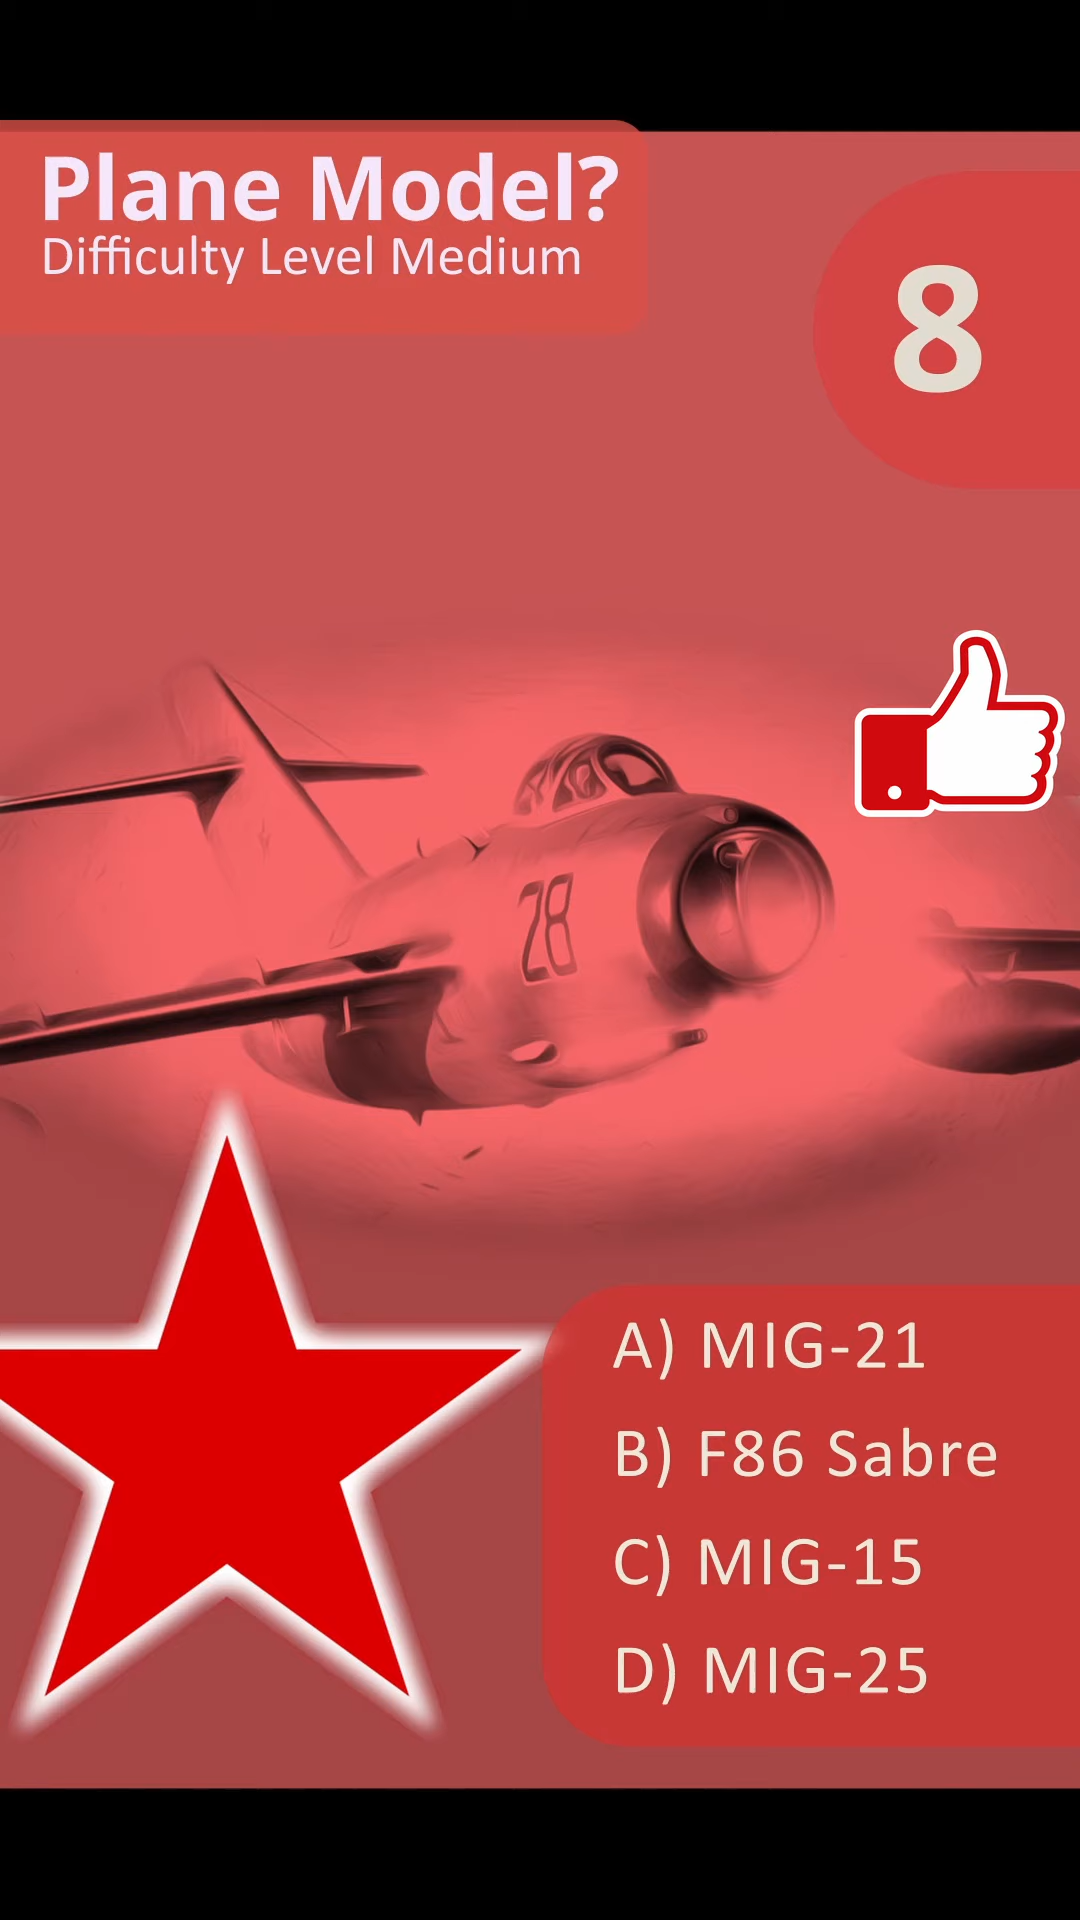 Plane Model?
Difficulty Level Medium
8
28
A) MIG-21
B) F86 Sabre
C) MIG-15
D) MIG-25